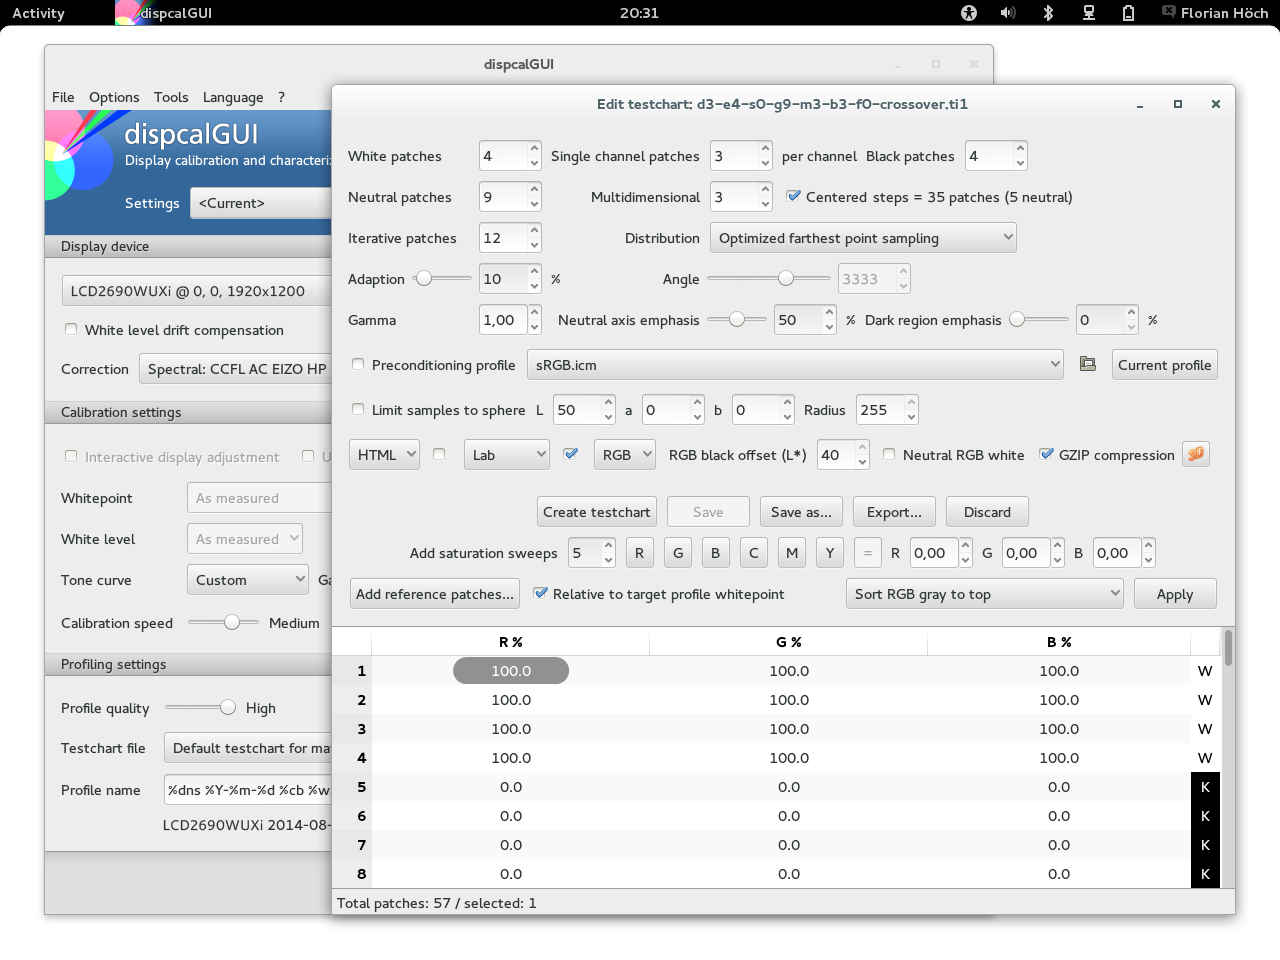 Activity
dispcalGUI
20:31
Florian Höch
dispcalGUI
File Options Tools Language ?
dispcalGUI
Display calibration and characteriz
Settings <Current>
Display device
LCD2690WUXi @ 0, 0, 1920x1200
White level drift compensation
Correction Spectral: CCFL AC EIZO HP
Calibration settings
Interactive display adjustment U
Whitepoint As measured
White level As measured
Tone curve Custom Ga
Calibration speed Medium
Profiling settings
Profile quality High
Testchart file Default testchart for ma
Profile name %dns %Y-%m-%d %cb %w
LCD2690WUXi 2014-08-
Edit testchart: d3-e4-s0-g9-m3-b3-f0-crossover.ti1
White patches 4 Single channel patches 3 per channel Black patches 4
Neutral patches 9 Multidimensional 3 Centered steps = 35 patches (5 neutral)
Iterative patches 12 Distribution Optimized farthest point sampling
Adaption 10 % Angle 3333
Gamma 1,00 Neutral axis emphasis 50 % Dark region emphasis 0 %
Preconditioning profile sRGB.icm Current profile
Limit samples to sphere L 50 a 0 b 0 Radius 255
HTML Lab RGB RGB black offset (L*) 40 Neutral RGB white GZIP compression 3D
Create testchart Save Save as... Export... Discard
Add saturation sweeps 5 R G B C M Y = R 0,00 G 0,00 B 0,00
Add reference patches... Relative to target profile whitepoint Sort RGB gray to top Apply
R % G % B %
1 100.0 100.0 100.0 W
2 100.0 100.0 100.0 W
3 100.0 100.0 100.0 W
4 100.0 100.0 100.0 W
5 0.0 0.0 0.0 K
6 0.0 0.0 0.0 K
7 0.0 0.0 0.0 K
8 0.0 0.0 0.0 K
Total patches: 57 / selected: 1